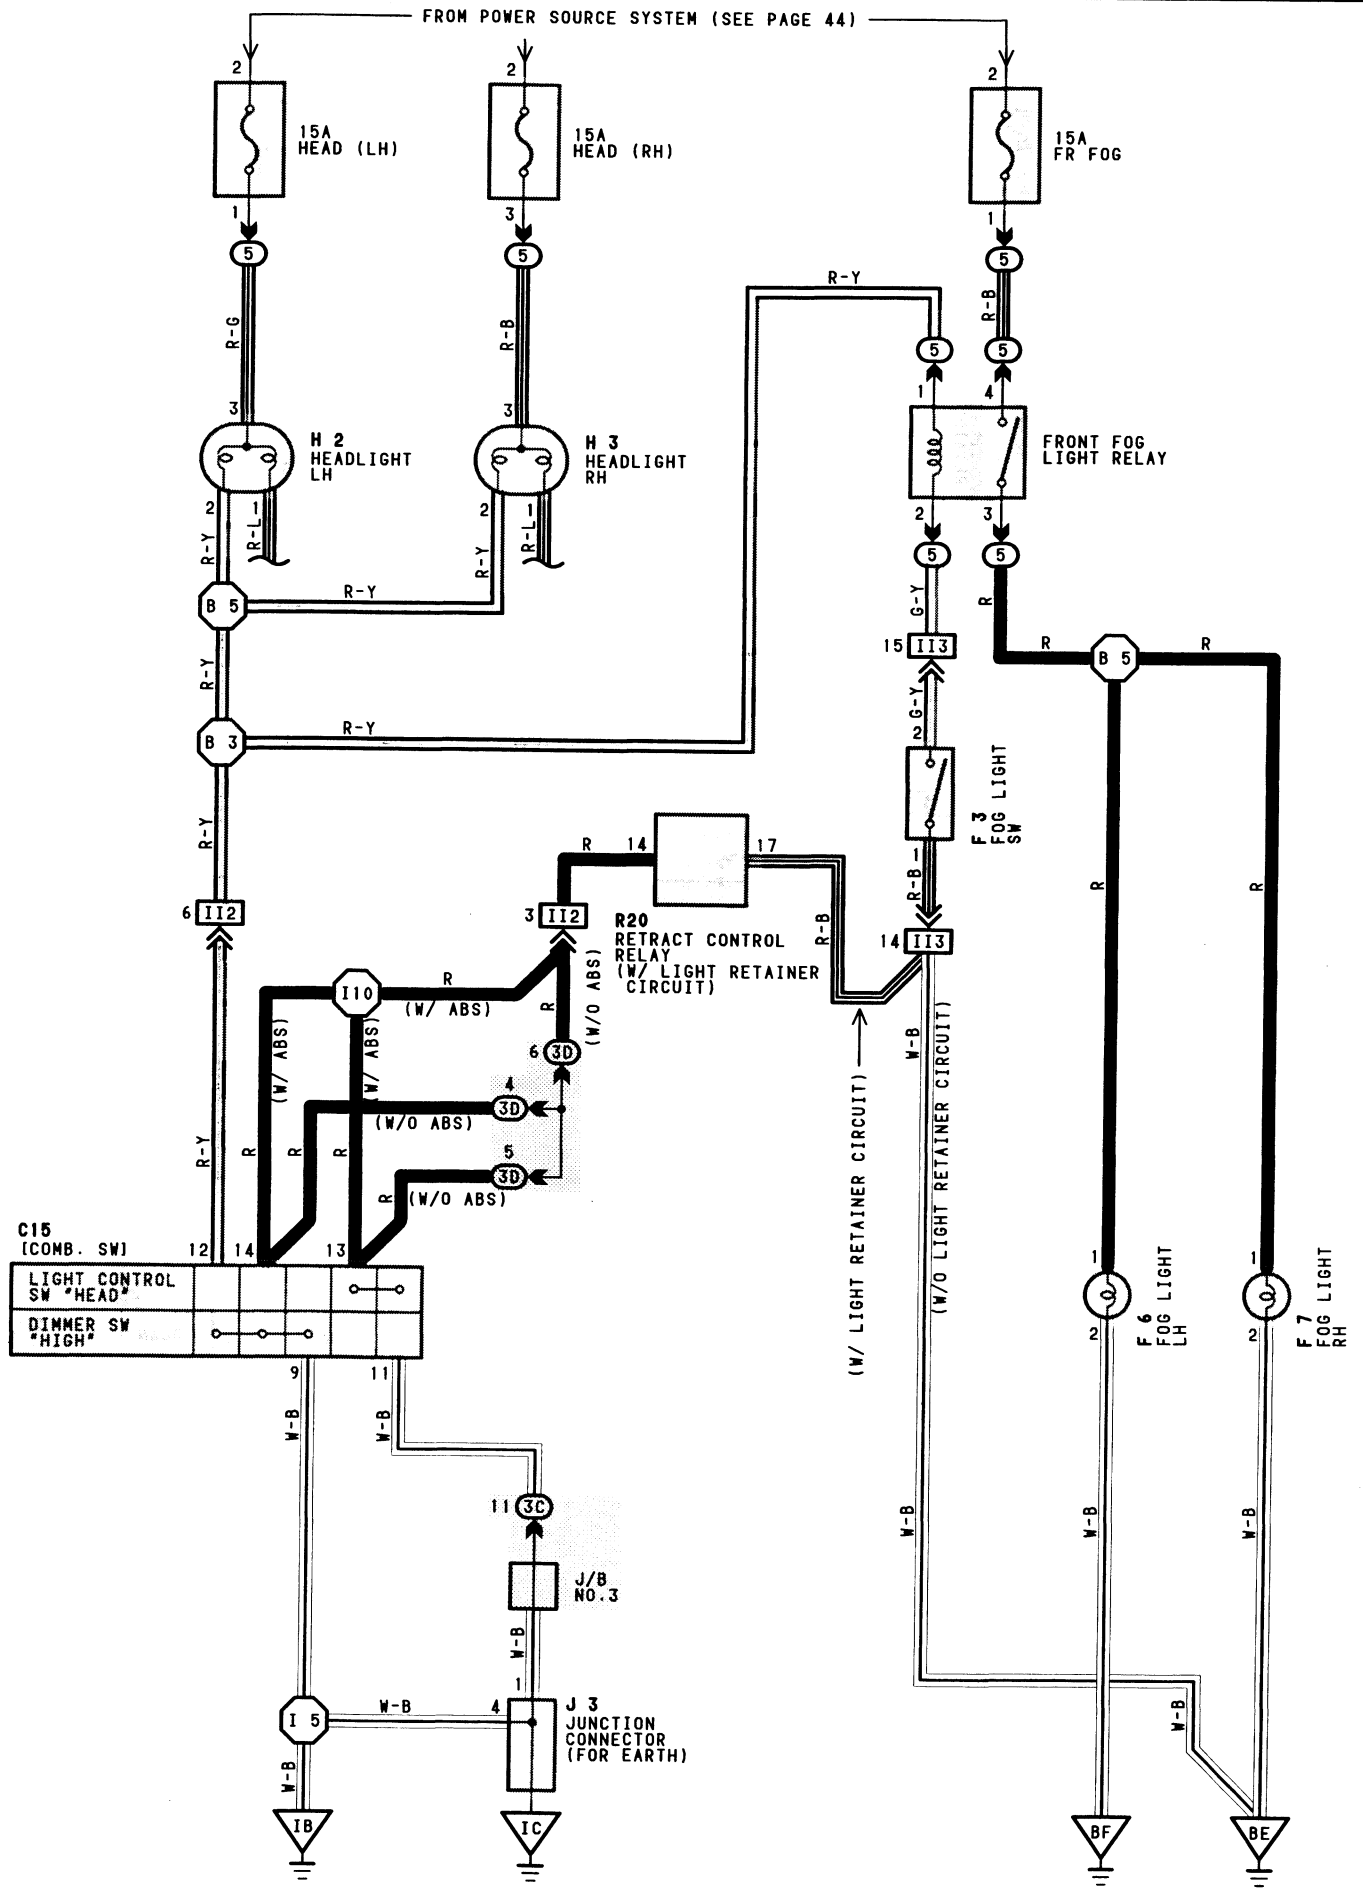 FROM POWER SOURCE SYSTEM (SEE PAGE 44)
2
2
2
15A
HEAD (LH)
15A
HEAD (RH)
15A
FR FOG
1
3
1
5
5
5
R-G
R-B
R-Y
R-B
5
5
3
3
1
4
H 2
HEADLIGHT
LH
H 3
HEADLIGHT
RH
FRONT FOG
LIGHT RELAY
2
1
2
1
2
3
R-Y
R-L
R-Y
R-L
5
5
B 5
R-Y
G-Y
R
15
II3
R
B 5
R
R-Y
G-Y
2
B 3
R-Y
F 3
FOG LIGHT
SW
R-Y
R
14
17
R-B
1
R
R
6
II2
3
II2
R20
RETRACT CONTROL
RELAY
(W/ LIGHT RETAINER
CIRCUIT)
R-B
14
II3
I10
R
(W/ ABS)
R
(W/O ABS)
(W/ ABS)
(W/ ABS)
6
3D
W-B
(W/O LIGHT RETAINER CIRCUIT)
(W/ LIGHT RETAINER CIRCUIT)
4
3D
(W/O ABS)
5
3D
(W/O ABS)
R-Y
R
R
R
R
C15
[COMB. SW]
12
14
13
LIGHT CONTROL
SW "HEAD"
DIMMER SW
"HIGH"
1
1
F 6
FOG LIGHT
LH
F 7
FOG LIGHT
RH
2
2
9
11
W-B
W-B
11
3C
W-B
W-B
W-B
J/B
NO.3
W-B
1
I 5
W-B
4
J 3
JUNCTION
CONNECTOR
(FOR EARTH)
W-B
W-B
IB
IC
BF
BE